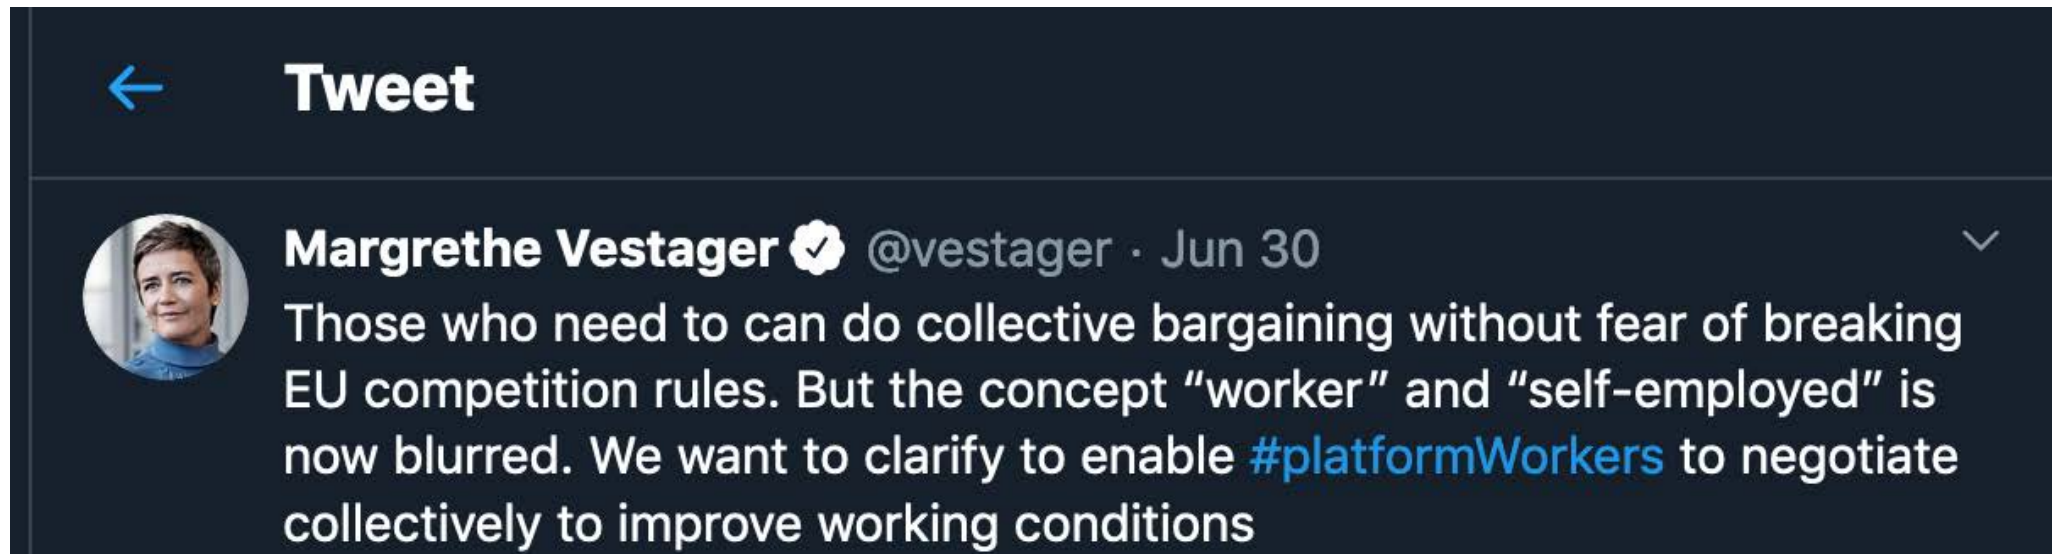 Tweet
Margrethe Vestager @vestager · Jun 30
Those who need to can do collective bargaining without fear of breaking
EU competition rules. But the concept “worker” and “self-employed” is
now blurred. We want to clarify to enable #platformWorkers to negotiate
collectively to improve working conditions